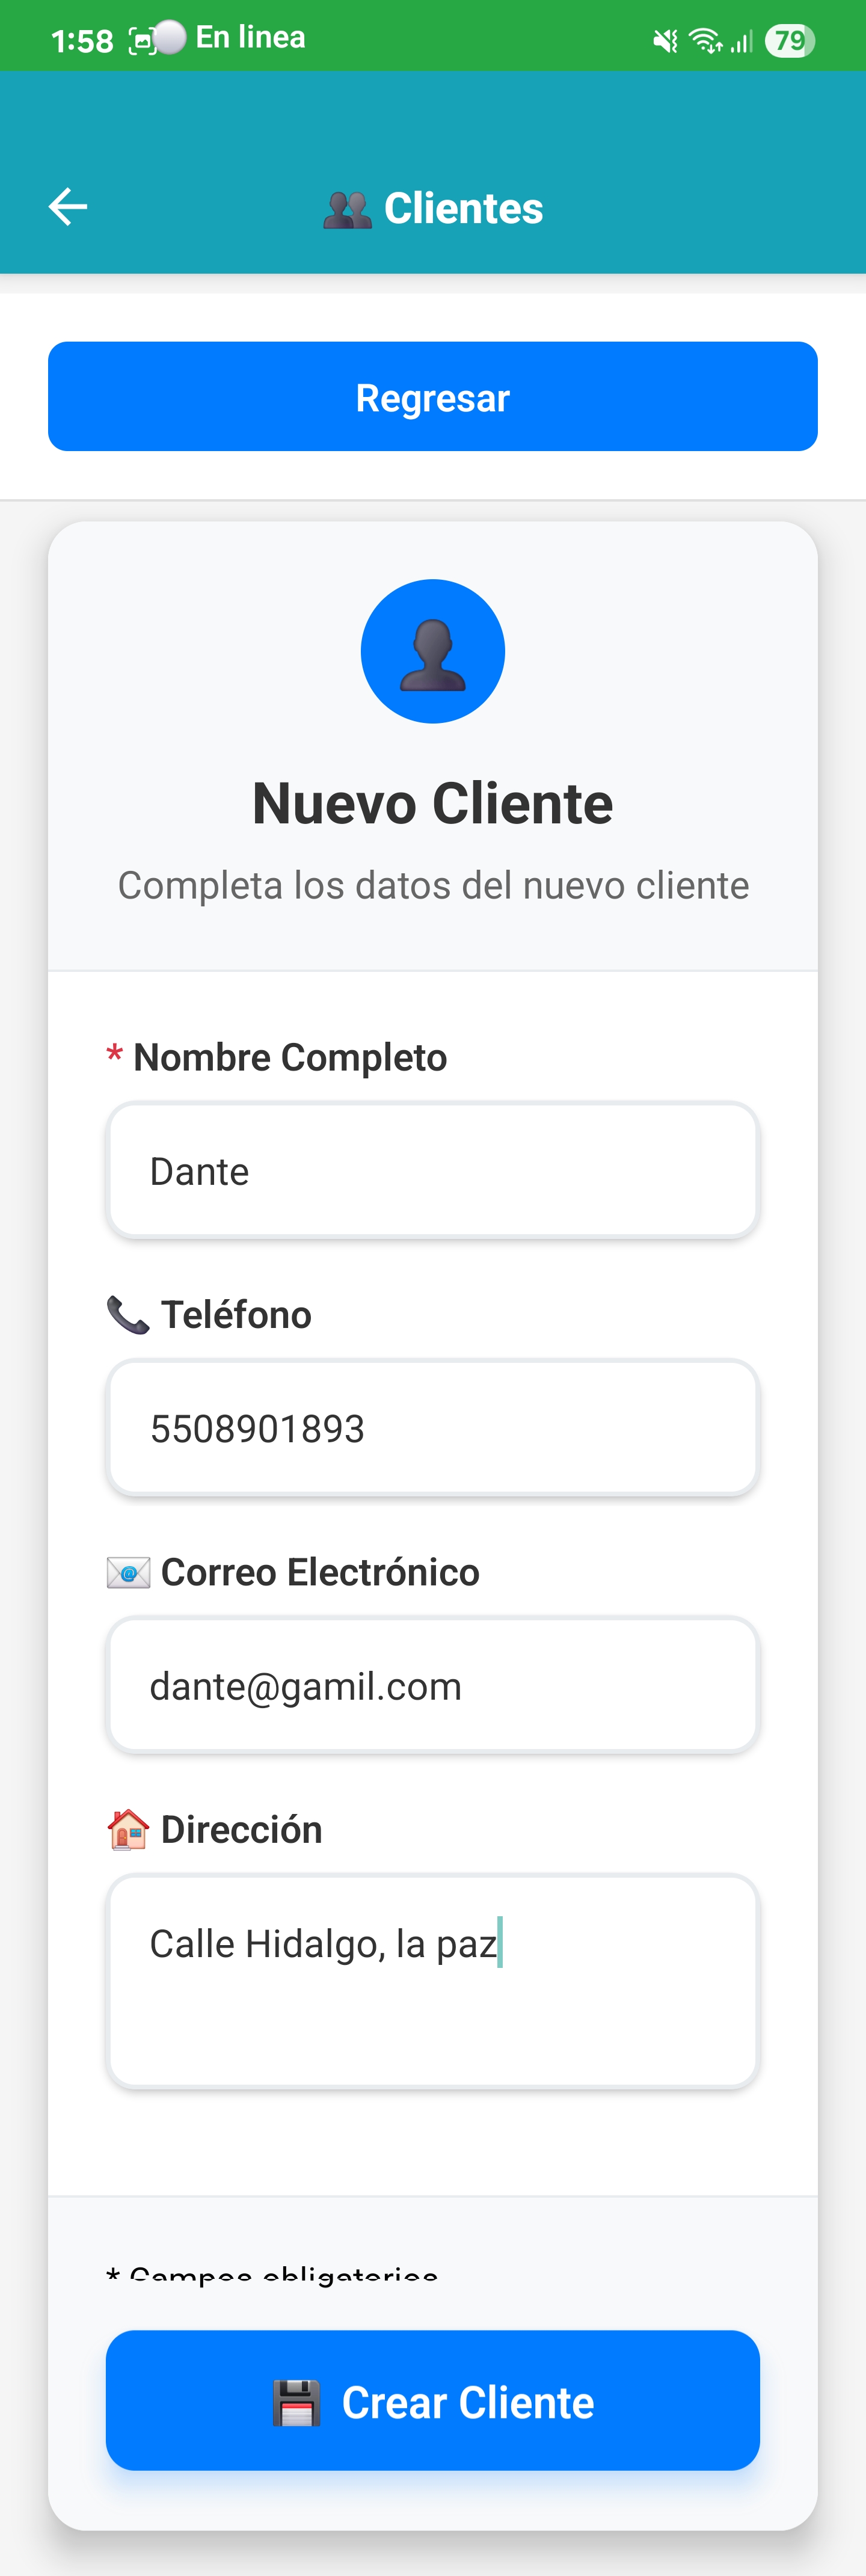 1:58 En linea 79
Clientes
Regresar
Nuevo Cliente
Completa los datos del nuevo cliente
* Nombre Completo
Dante
Teléfono
5508901893
Correo Electrónico
dante@gamil.com
Dirección
Calle Hidalgo, la paz
* Campos obligatorios
Crear Cliente